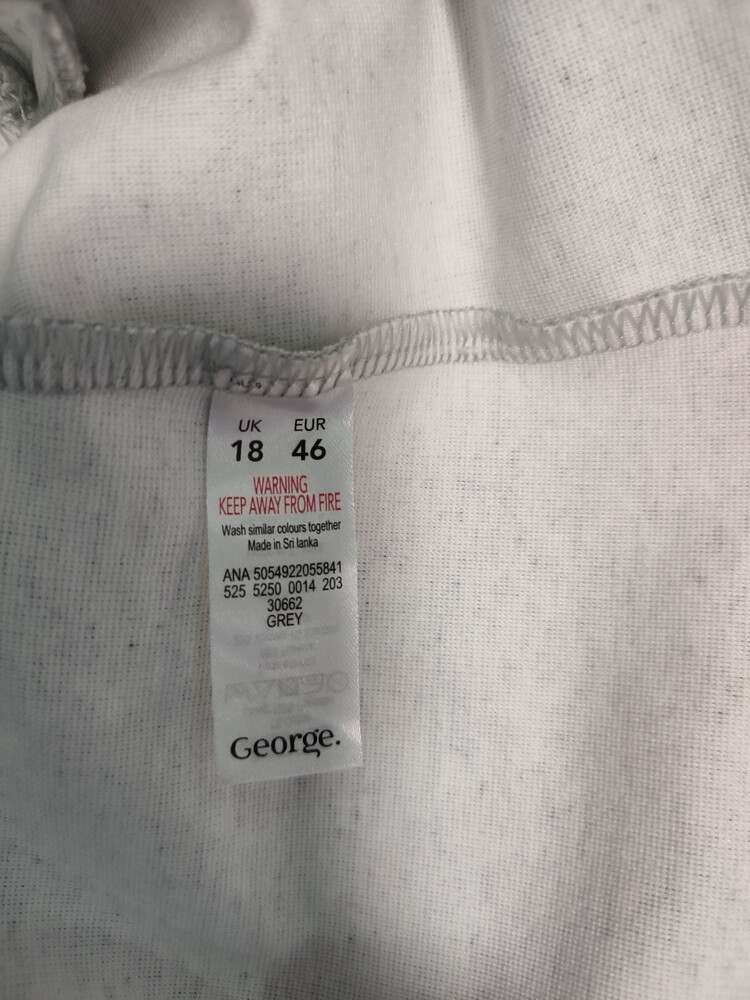 UK EUR
18 46
WARNING
KEEP AWAY FROM FIRE
Wash similar colours together
Made in Sri lanka
ANA 5054922055841
525 5250 0014 203
30662
GREY
George.